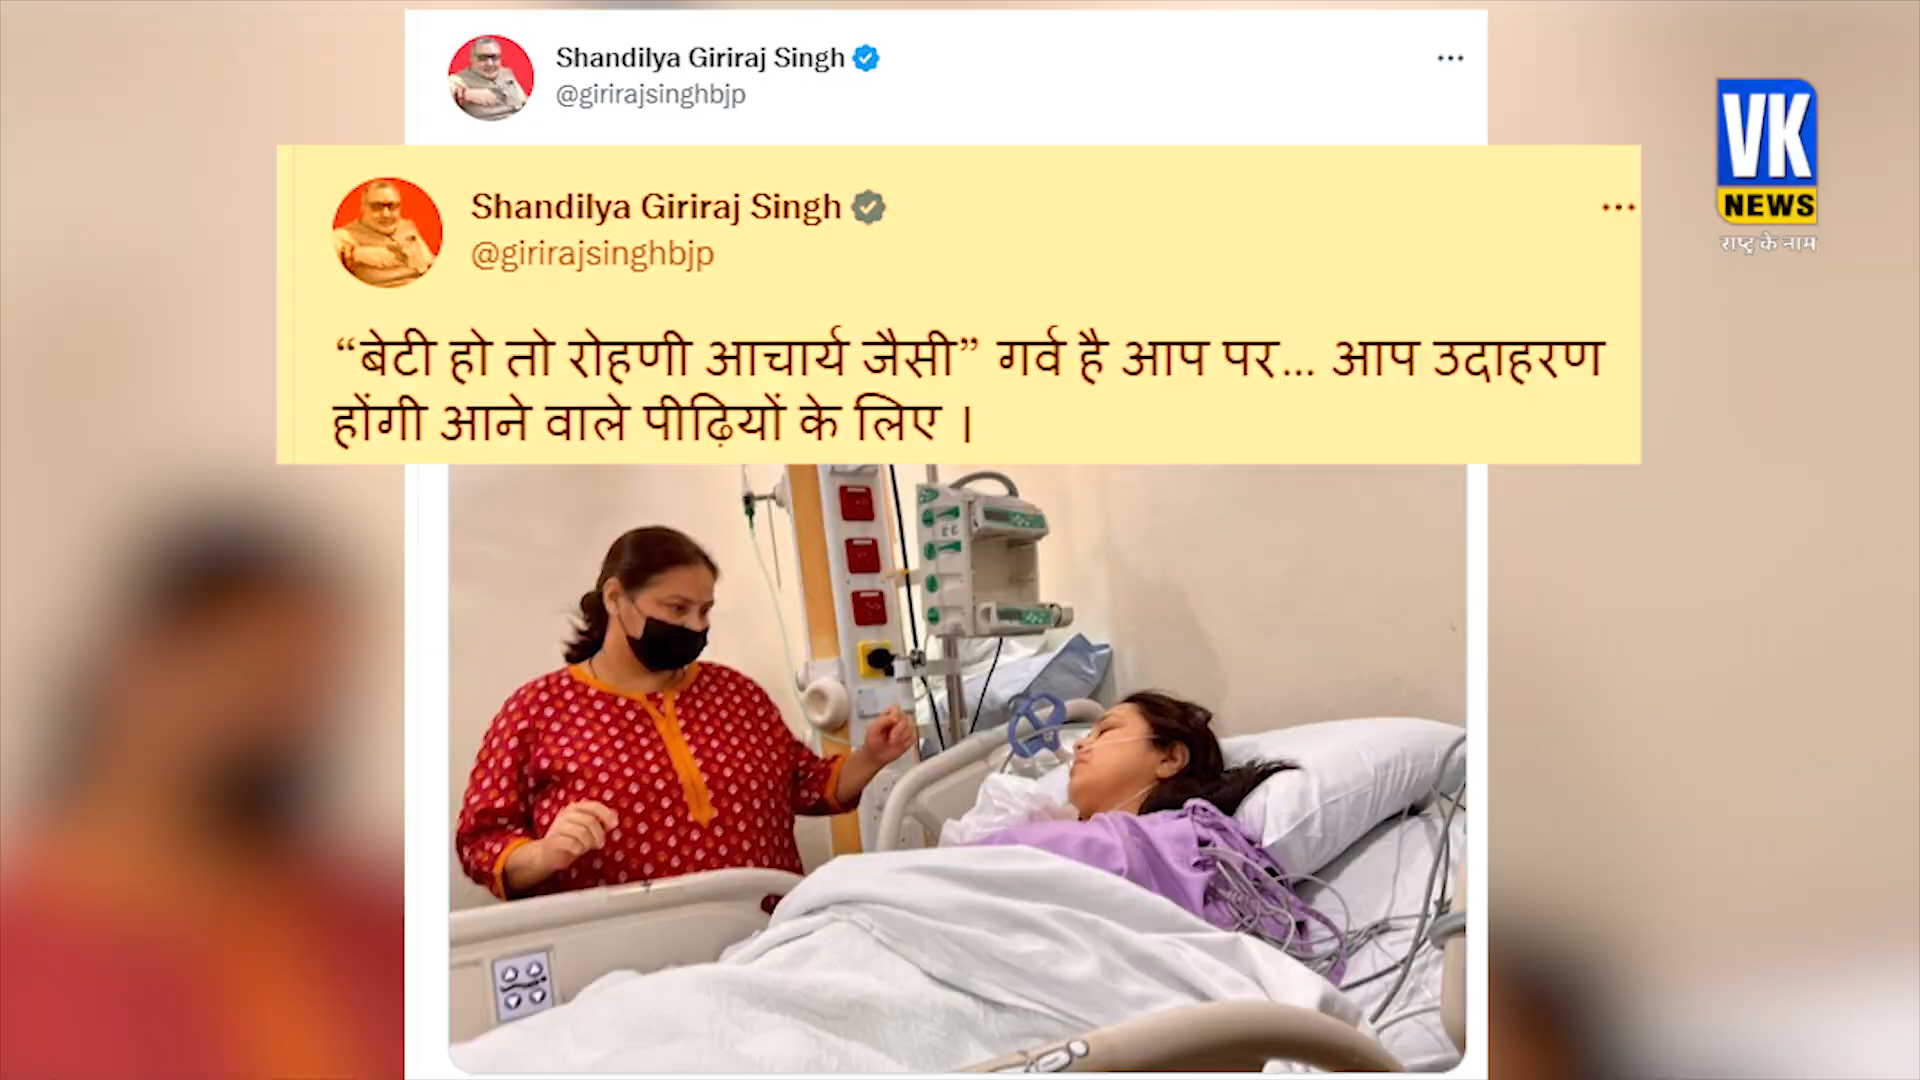 Shandilya Giriraj Singh
@girirajsinghbjp
Shandilya Giriraj Singh
@girirajsinghbjp
“बेटी हो तो रोहणी आचार्य जैसी” गर्व है आप पर... आप उदाहरण
होंगी आने वाले पीढ़ियों के लिए |
VK
NEWS
राष्ट्र के नाम